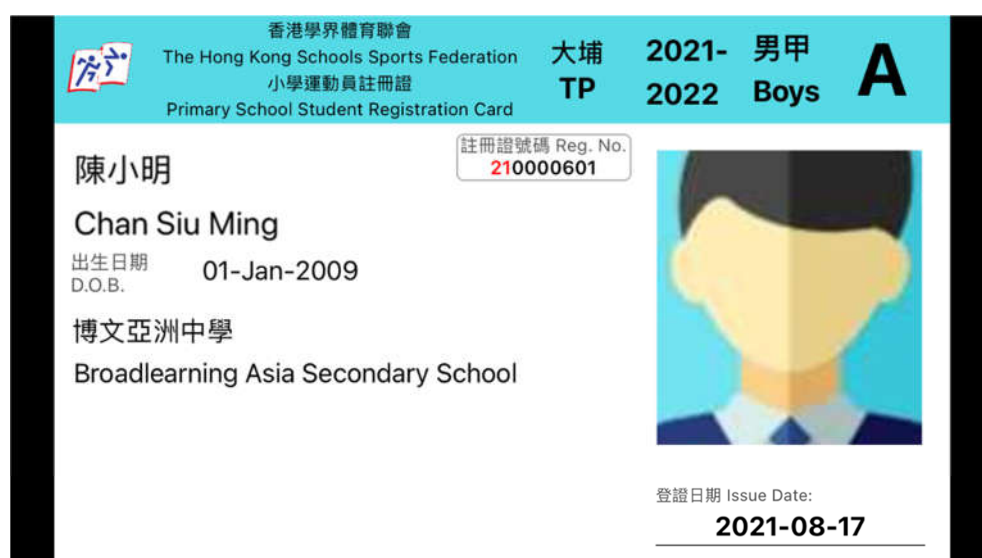 香港學界體育聯會
The Hong Kong Schools Sports Federation
小學運動員註冊證
Primary School Student Registration Card
大埔
TP
2021-
2022
男甲
Boys
A
註冊證號碼 Reg. No.
210000601
陳小明
Chan Siu Ming
出生日期
D.O.B.
01-Jan-2009
博文亞洲中學
Broadlearning Asia Secondary School
登證日期 Issue Date:
2021-08-17